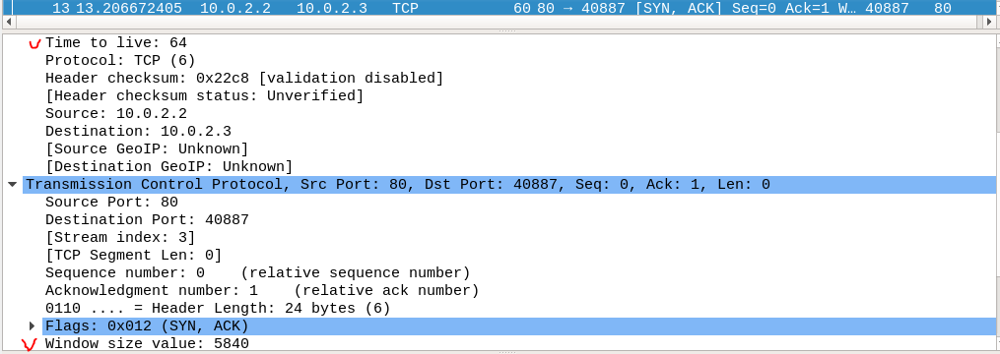 13 13.206672405 10.0.2.2 10.0.2.3 TCP 60 80 → 40887 [SYN, ACK] Seq=0 Ack=1 W… 40887 80
Time to live: 64
Protocol: TCP (6)
Header checksum: 0x22c8 [validation disabled]
[Header checksum status: Unverified]
Source: 10.0.2.2
Destination: 10.0.2.3
[Source GeoIP: Unknown]
[Destination GeoIP: Unknown]
Transmission Control Protocol, Src Port: 80, Dst Port: 40887, Seq: 0, Ack: 1, Len: 0
Source Port: 80
Destination Port: 40887
[Stream index: 3]
[TCP Segment Len: 0]
Sequence number: 0 (relative sequence number)
Acknowledgment number: 1 (relative ack number)
0110 .... = Header Length: 24 bytes (6)
Flags: 0x012 (SYN, ACK)
Window size value: 5840